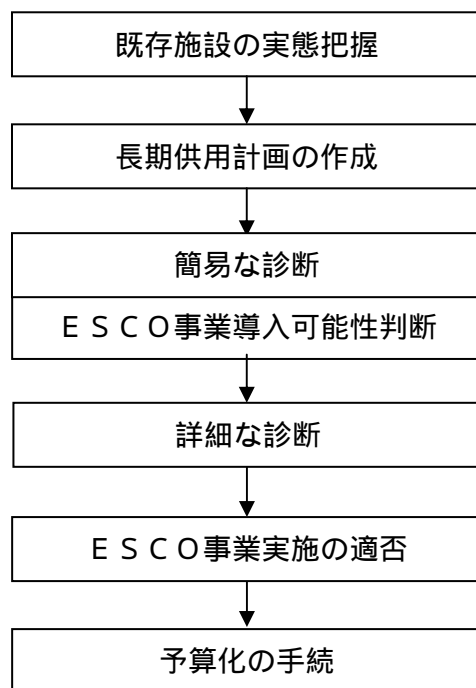 既存施設の実態把握
長期供用計画の作成
簡易な診断
ＥＳＣＯ事業導入可能性判断
詳細な診断
ＥＳＣＯ事業実施の適否
予算化の手続